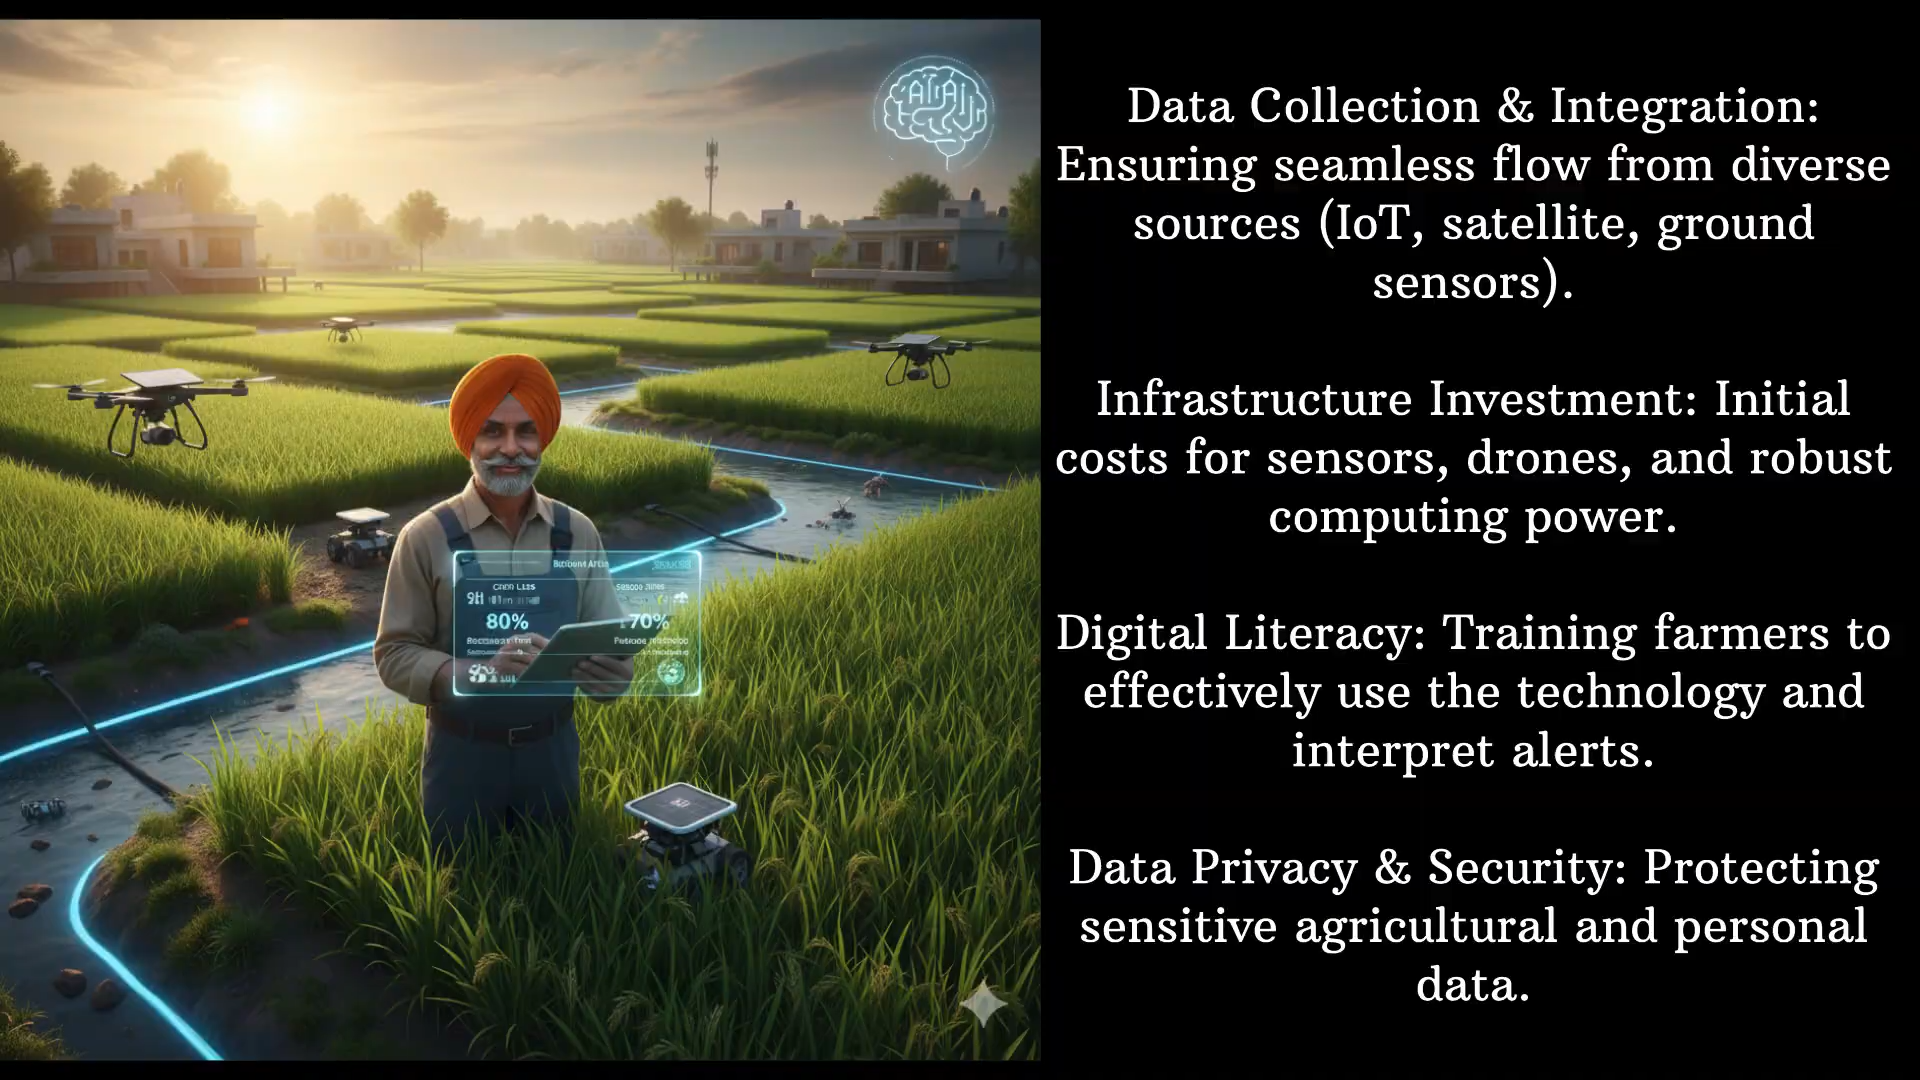 Data Collection & Integration:
Ensuring seamless flow from diverse
sources (IoT, satellite, ground
sensors).
Infrastructure Investment: Initial
costs for sensors, drones, and robust
computing power.
Digital Literacy: Training farmers to
effectively use the technology and
interpret alerts.
Data Privacy & Security: Protecting
sensitive agricultural and personal
data.
80%
70%